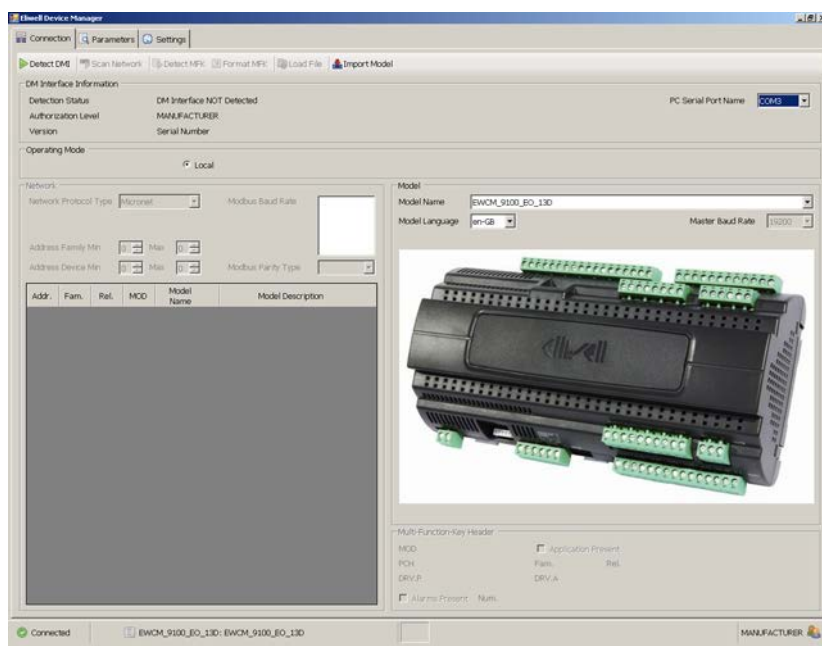 Eliwell Device Manager
Connection Parameters Settings
Detect DMI Scan Network Detect MFK Format MFK Load File Import Model
DM Interface Information
Detection Status DM Interface NOT Detected PC Serial Port Name COM3
Authorization Level MANUFACTURER
Version Serial Number
Operating Mode
Local
Network
Network Protocol Type Micronet Modbus Baud Rate
Address Family Min 0 Max 0
Address Device Min 0 Max 0 Modbus Parity Type
Addr. Fam. Rel. MOD Model Name Model Description
Model
Model Name EWCM_9100_EO_13D
Model Language en-GB Master Baud Rate 19200
eliwell
Multi-Function-Key Header
MOD Application Present
PCH Fam. Rel.
DRV.P DRV.A
Alarms Present Num.
Connected EWCM_9100_EO_13D: EWCM_9100_EO_13D MANUFACTURER